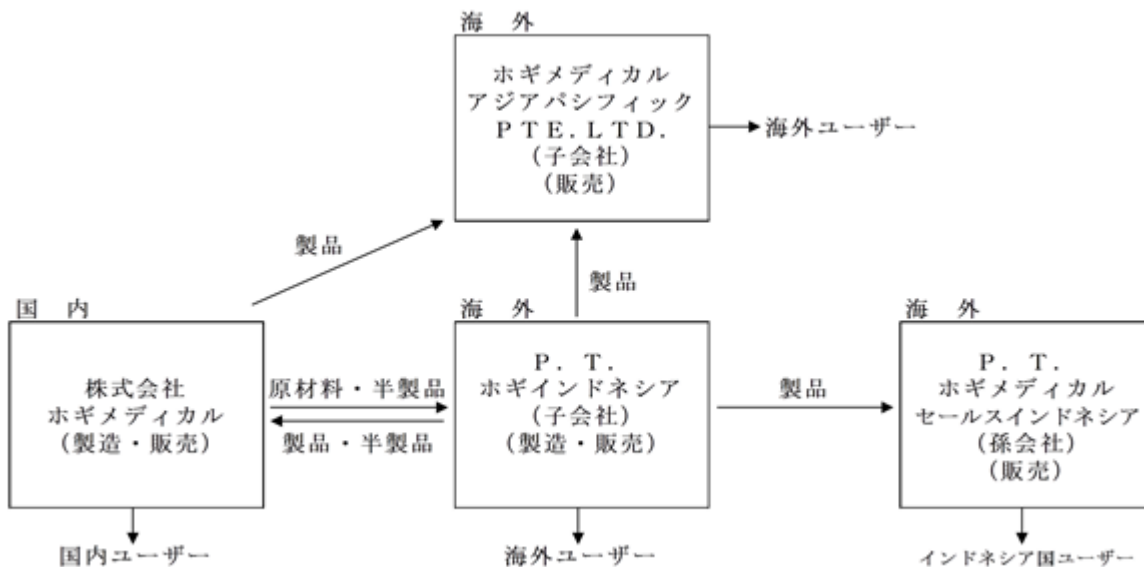 海 外
ホギメディカル
アジアパシフィック
ＰＴＥ.ＬＴＤ.
(子会社)
(販売)
海外ユーザー
製品
製品
国 内
株式会社
ホギメディカル
(製造・販売)
原材料・半製品
製品・半製品
海 外
Ｐ. Ｔ.
ホギインドネシア
(子会社)
(製造・販売)
製品
海 外
Ｐ. Ｔ.
ホギメディカル
セールスインドネシア
(孫会社)
(販売)
国内ユーザー
海外ユーザー
インドネシア国ユーザー